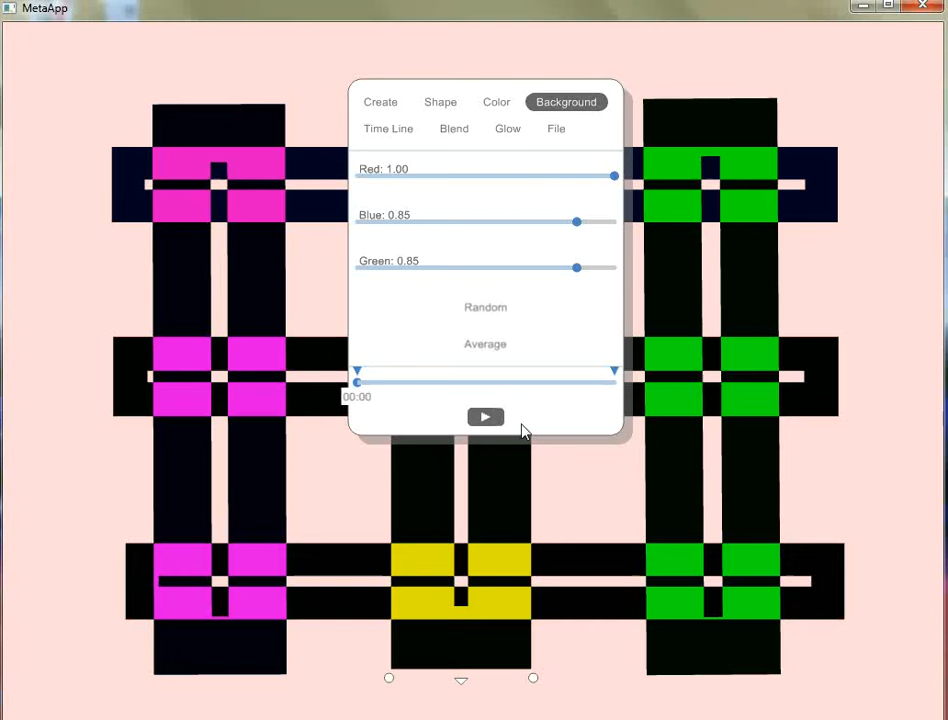 MetaApp
Create Shape Color Background
Time Line Blend Glow File
Red: 1.00
Blue: 0.85
Green: 0.85
Random
Average
00:00